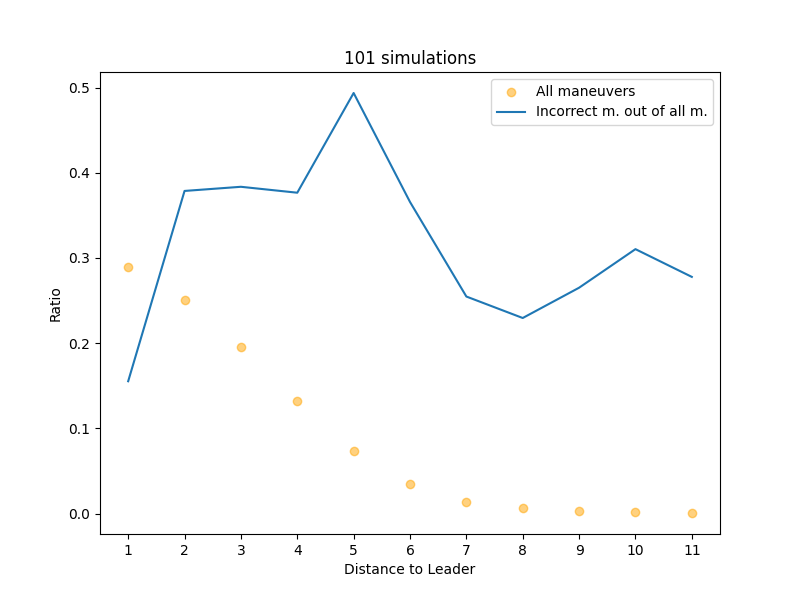 101 simulations
All maneuvers
Incorrect m. out of all m.
0.5
0.4
0.3
0.2
0.1
0.0
Ratio
1 2 3 4 5 6 7 8 9 10 11
Distance to Leader